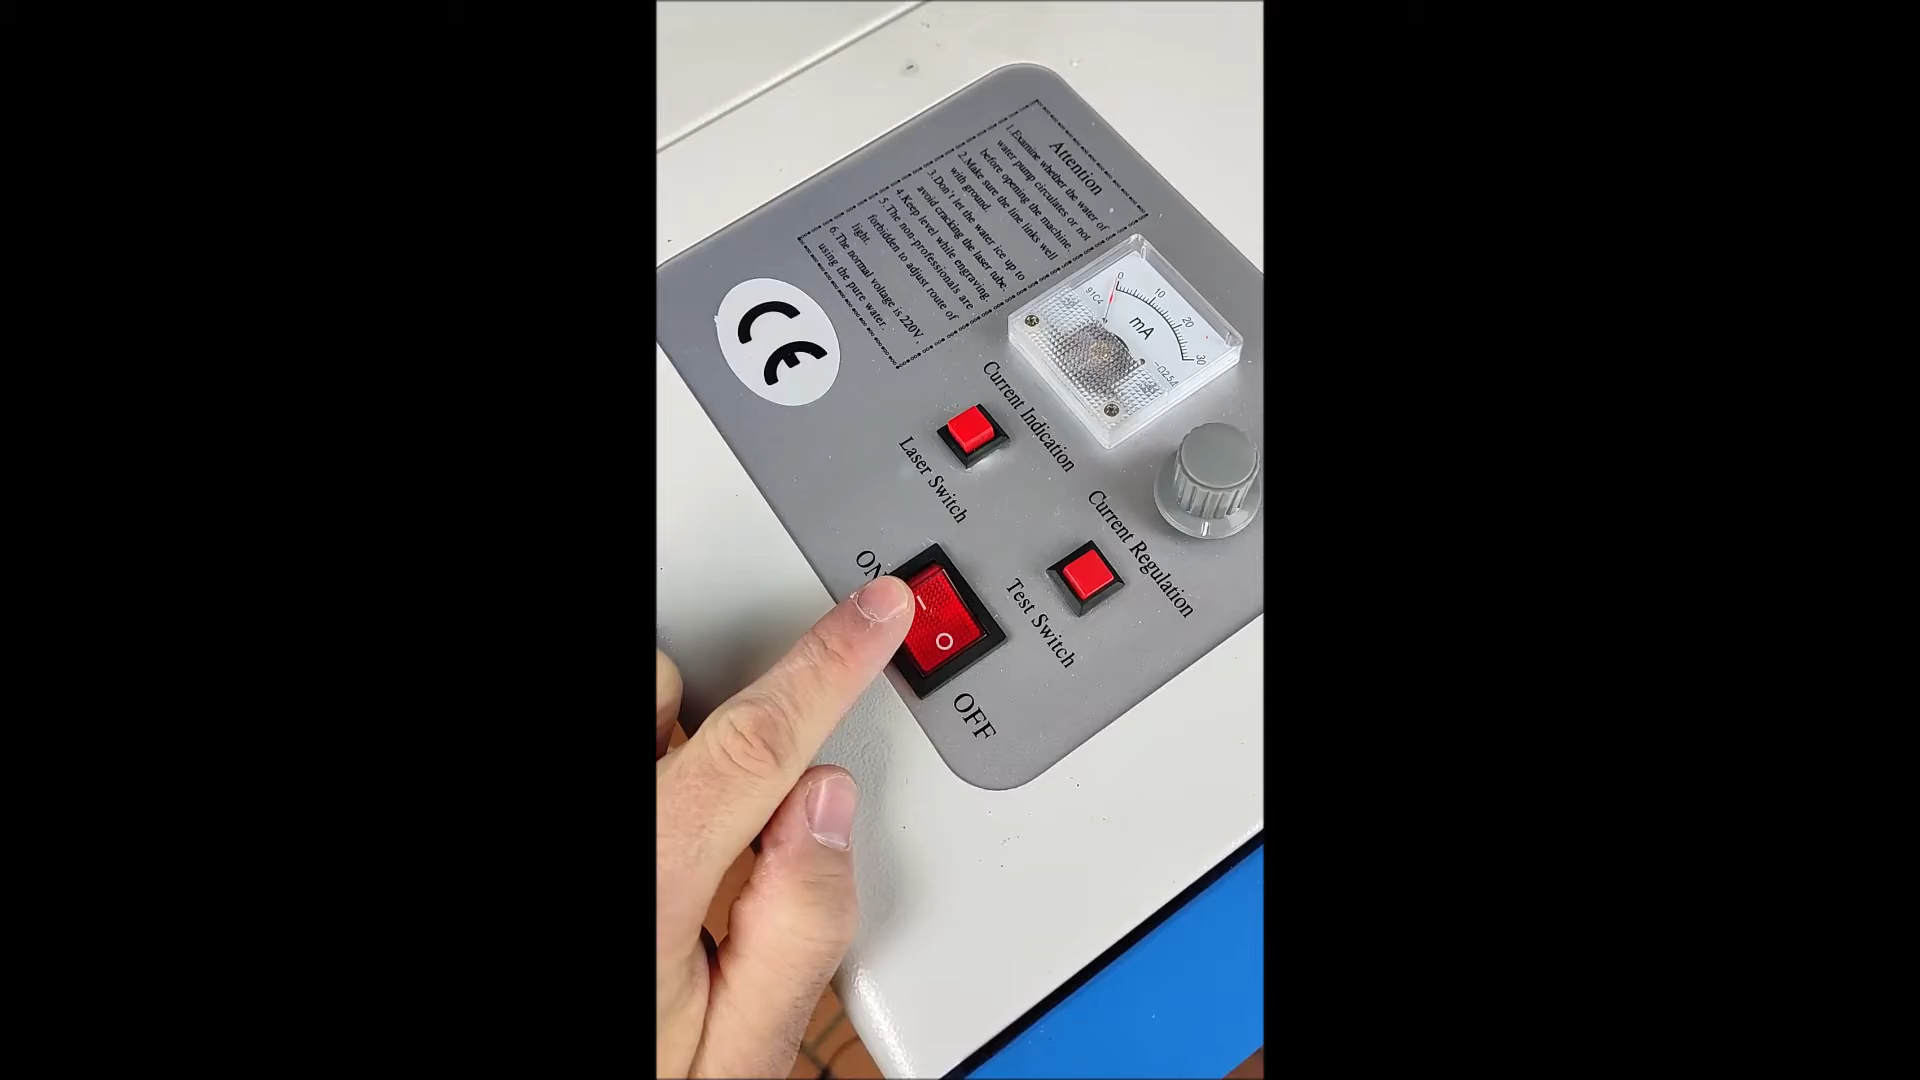 Attention
1.Examine whether the water of
water pump circulates or not
before opening the machine.
2.Make sure the line links well
with ground.
3.Don't let the water ice up to
avoid cracking the laser tube.
4.Keep level while engraving.
5.The non-professionals are
forbidden to adjust route of
light.
6.The normal voltage is 220V,
using the pure water.
CE
0
10
20
30
91C4
mA
Current Indication
Laser Switch
Current Regulation
Test Switch
ON
OFF